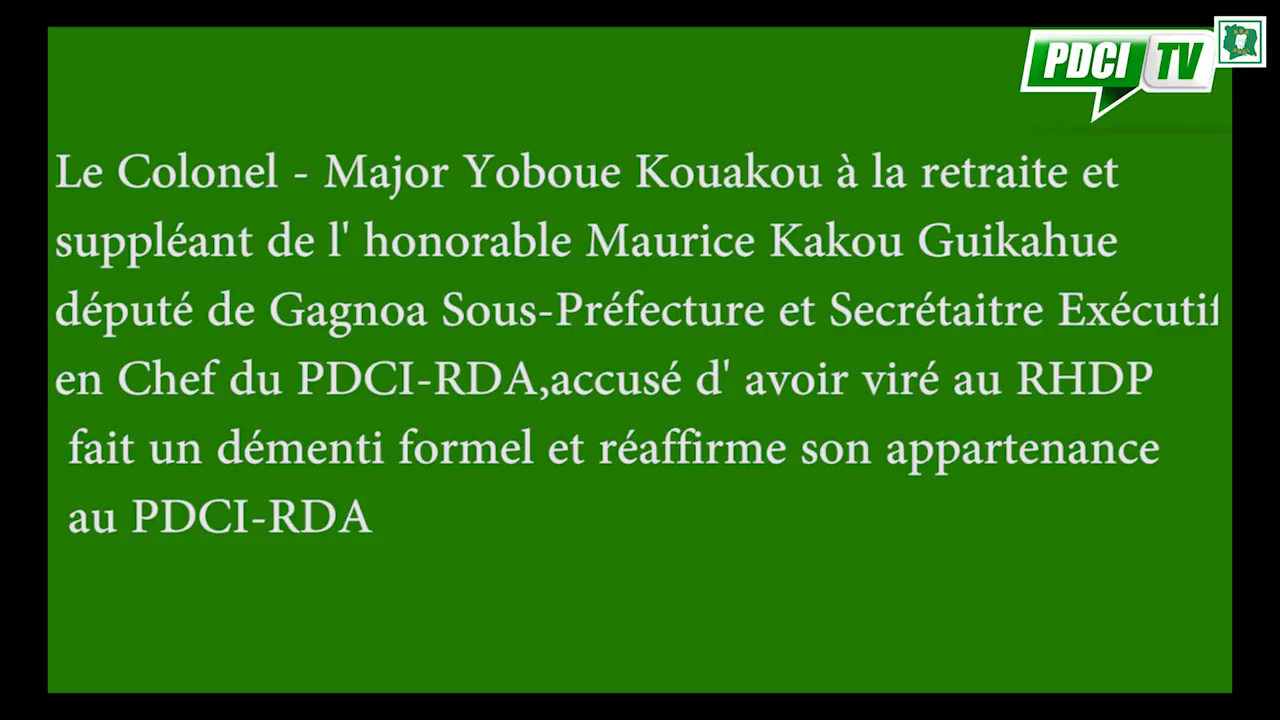 PDCI TV
Le Colonel - Major Yoboue Kouakou à la retraite et
suppléant de l' honorable Maurice Kakou Guikahue
député de Gagnoa Sous-Préfecture et Secrétaitre Exécutif
en Chef du PDCI-RDA,accusé d' avoir viré au RHDP
fait un démenti formel et réaffirme son appartenance
au PDCI-RDA